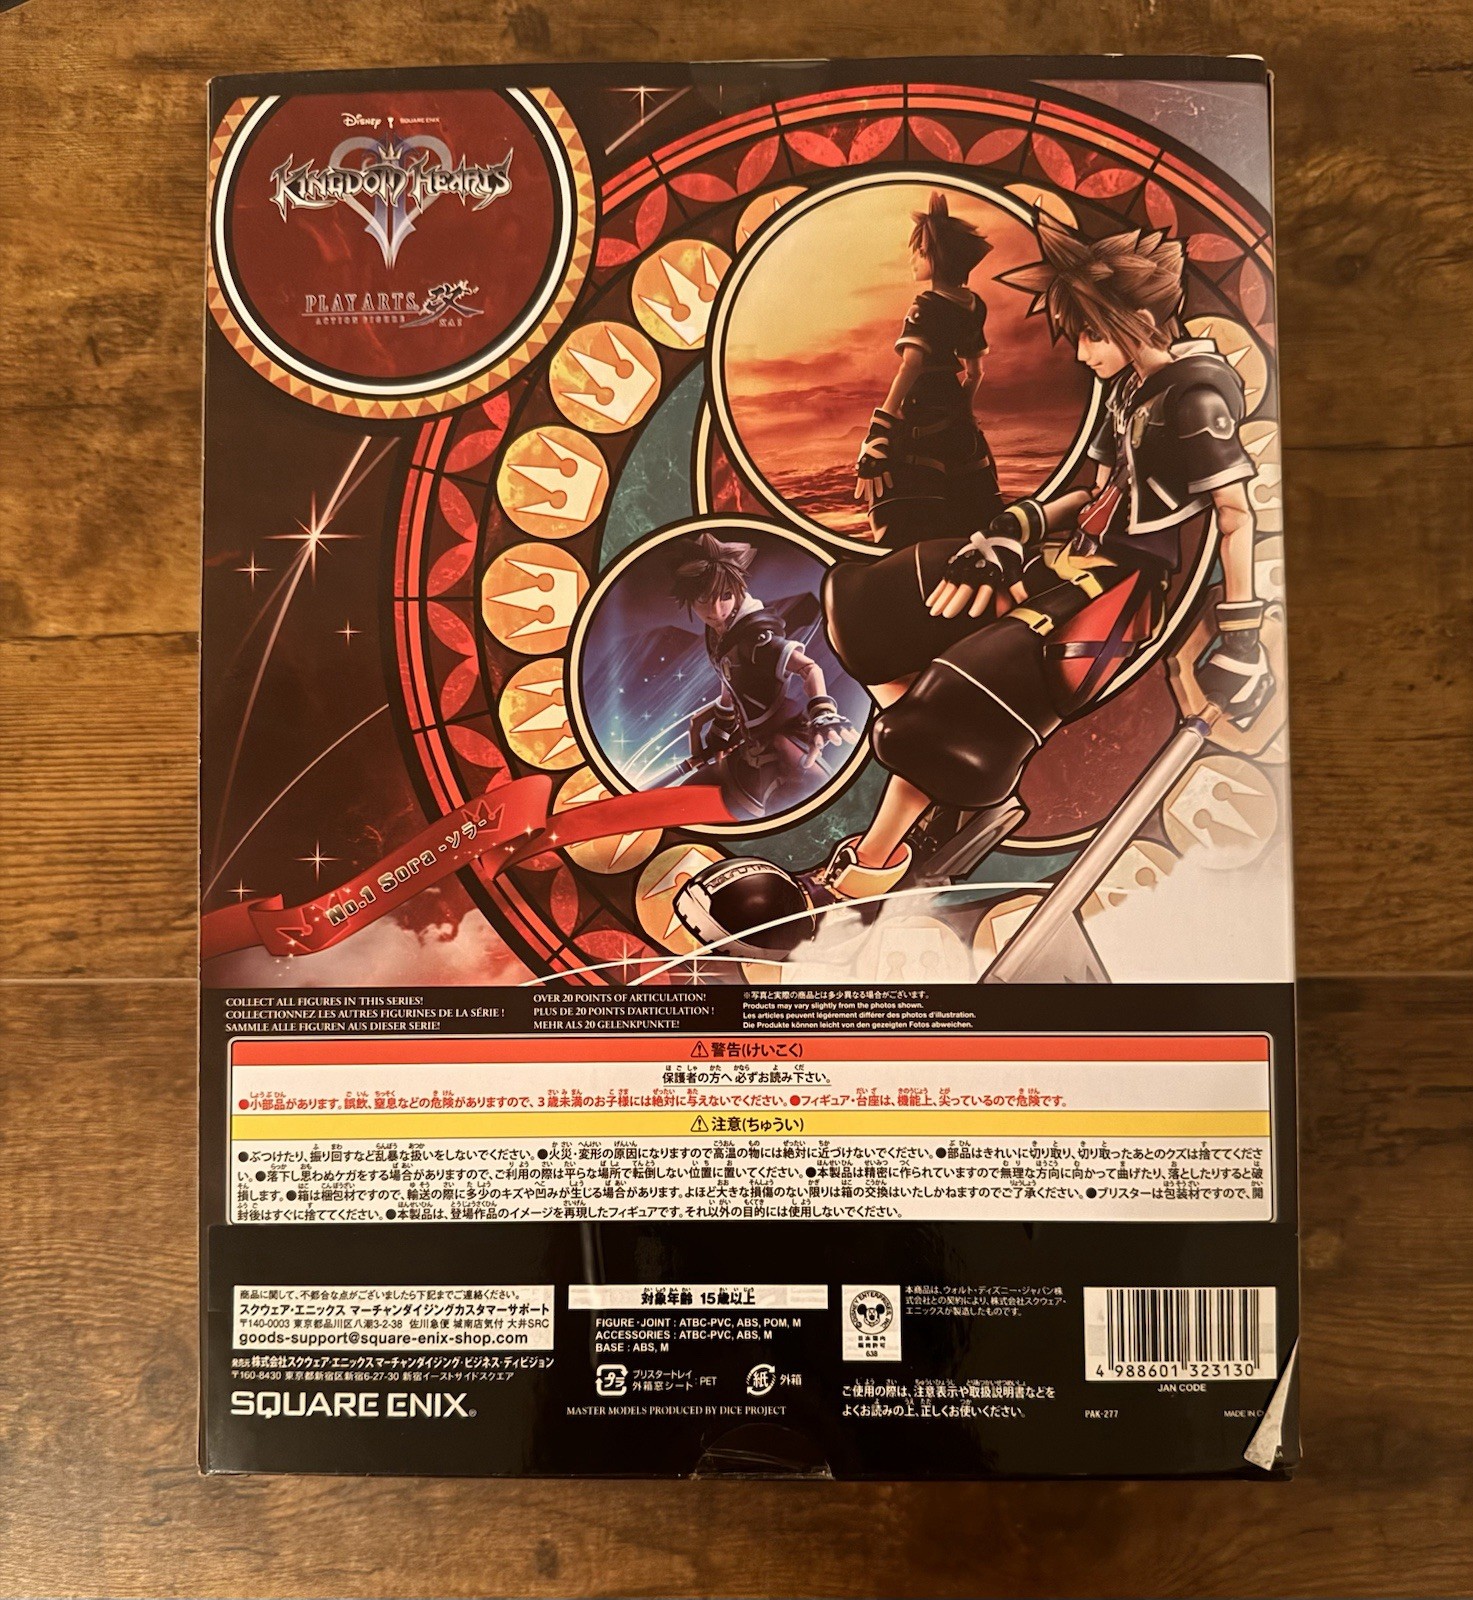 Disney SQUARE ENIX
KINGDOM HEARTS
PLAY ARTS 改
ACTION FIGURE KAI
No.1 Sora -ソラ-
COLLECT ALL FIGURES IN THIS SERIES!
COLLECTIONNEZ LES AUTRES FIGURINES DE LA SÉRIE !
SAMMLE ALLE FIGUREN AUS DIESER SERIE!
OVER 20 POINTS OF ARTICULATION!
PLUS DE 20 POINTS D'ARTICULATION !
MEHR ALS 20 GELENKPUNKTE!
※写真と実際の商品とは多少異なる場合がございます。
Products may vary slightly from the photos shown.
Les articles peuvent légèrement différer des photos d'illustration.
Die Produkte können leicht von den gezeigten Fotos abweichen.
⚠警告(けいこく)
保護者の方へ 必ずお読み下さい。
●小部品があります。誤飲、窒息などの危険がありますので、3歳未満のお子様には絶対に与えないでください。●フィギュア・台座は、機能上、尖っているので危険です。
⚠注意(ちゅうい)
●ぶつけたり、振り回すなど乱暴な扱いをしないでください。●火災・変形の原因になりますので高温の物には絶対に近づけないでください。●部品はきれいに切り取り、切り取ったあとのクズは捨ててくださ
い。●落下し思わぬケガをする場合がありますので、ご利用の際は平らな場所で転倒しない位置に置いてください。●本製品は精密に作られていますので無理な方向に向かって曲げたり、落としたりすると破
損します。●箱は梱包材ですので、輸送の際に多少のキズや凹みが生じる場合があります。よほど大きな損傷のない限りは箱の交換はいたしかねますのでご了承ください。●ブリスターは包装材ですので、開
封後はすぐに捨ててください。●本製品は、登場作品のイメージを再現したフィギュアです。それ以外の目的には使用しないでください。
商品に関して、不都合な点がございましたら下記までご連絡ください。
スクウェア・エニックス マーチャンダイジングカスタマーサポート
〒140-0003 東京都品川区八潮3-2-38 佐川急便 城南店気付 大井SRC
goods-support@square-enix-shop.com
発売元 株式会社スクウェア・エニックス マーチャンダイジング・ビジネス・ディビジョン
〒160-8430 東京都新宿区新宿6-27-30 新宿イーストサイドスクエア
SQUARE ENIX®
対象年齢 15歳以上
FIGURE・JOINT : ATBC-PVC, ABS, POM, M
ACCESSORIES : ATBC-PVC, ABS, M
BASE : ABS, M
プラ ブリスタートレイ
外箱窓シート : PET
紙 外箱
MASTER MODELS PRODUCED BY DICE PROJECT
DISNEY ENTERPRISES, INC.
日本国内
販売許可
638
本商品は、ウォルト・ディズニー・ジャパン株
式会社との契約により、株式会社スクウェア・
エニックスが製造したものです。
ご使用の際は、注意表示や取扱説明書などを
よくお読みの上、正しくお使いください。
4 988601 323130
JAN CODE
PAK-277
MADE IN